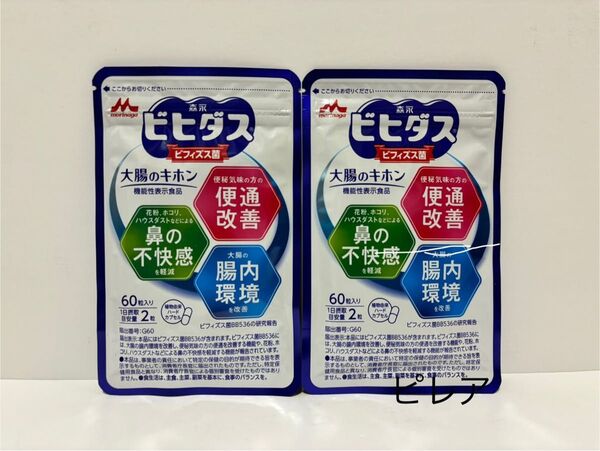 ここからお切りください
morinaga
森永
ビヒダス
ビフィズス菌
大腸のキホン
機能性表示食品
便秘気味の方の
便通
改善
花粉、ホコリ、
ハウスダストなどによる
鼻の
不快感
を軽減
大腸の
腸内
環境
を改善
60粒入り
1日摂取
目安量 2粒
植物由来
ハード
カプセル
ビフィズス菌BB536の研究報告
届出番号:G60
ここからお切りください
morinaga
森永
ビヒダス
ビフィズス菌
大腸のキホン
機能性表示食品
便秘気味の方の
便通
改善
花粉、ホコリ、
ハウスダストなどによる
鼻の
不快感
を軽減
大腸の
腸内
環境
を改善
60粒入り
1日摂取
目安量 2粒
植物由来
ハード
カプセル
ビフィズス菌BB536の研究報告
届出番号:G60
ピレア